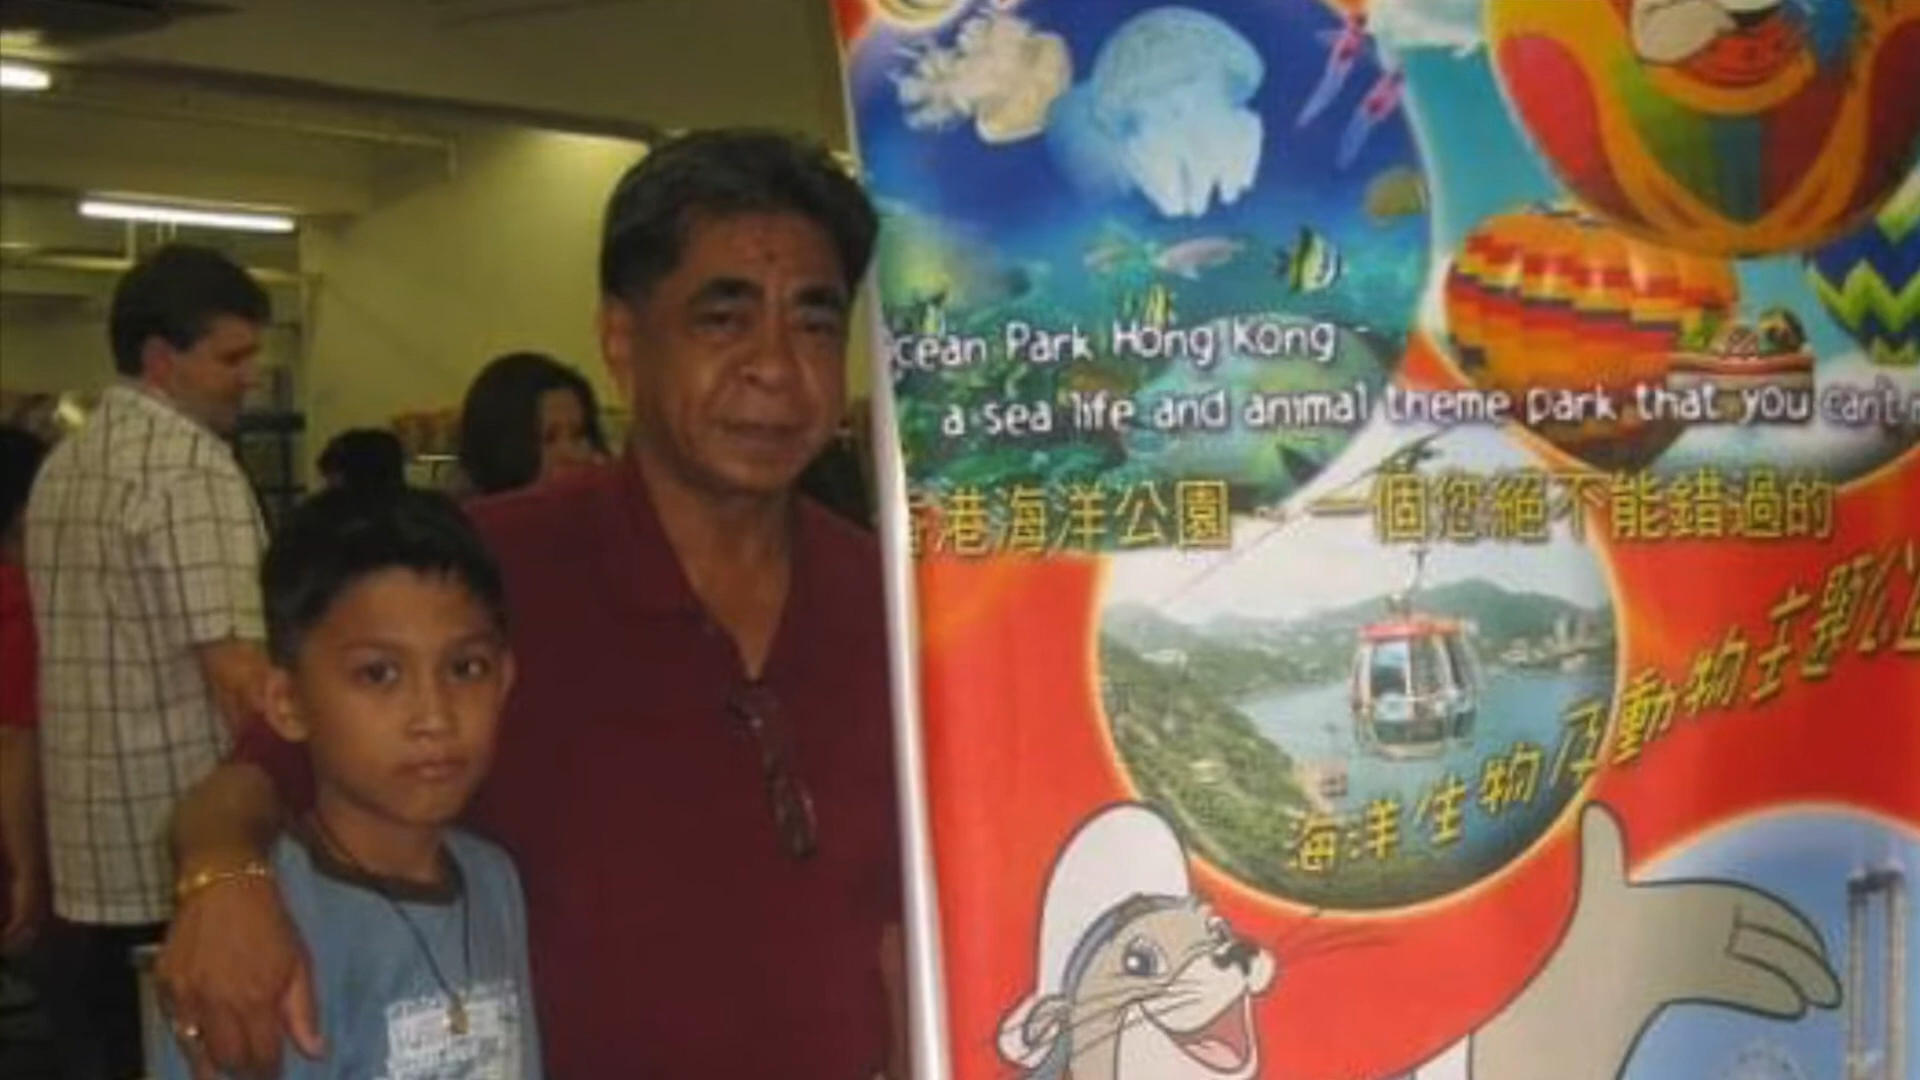 cean Park Hong Kong -
a sea life and animal theme park that you can't
香港海洋公園 - 一個您絕不能錯過的
海洋生物及動物主題公